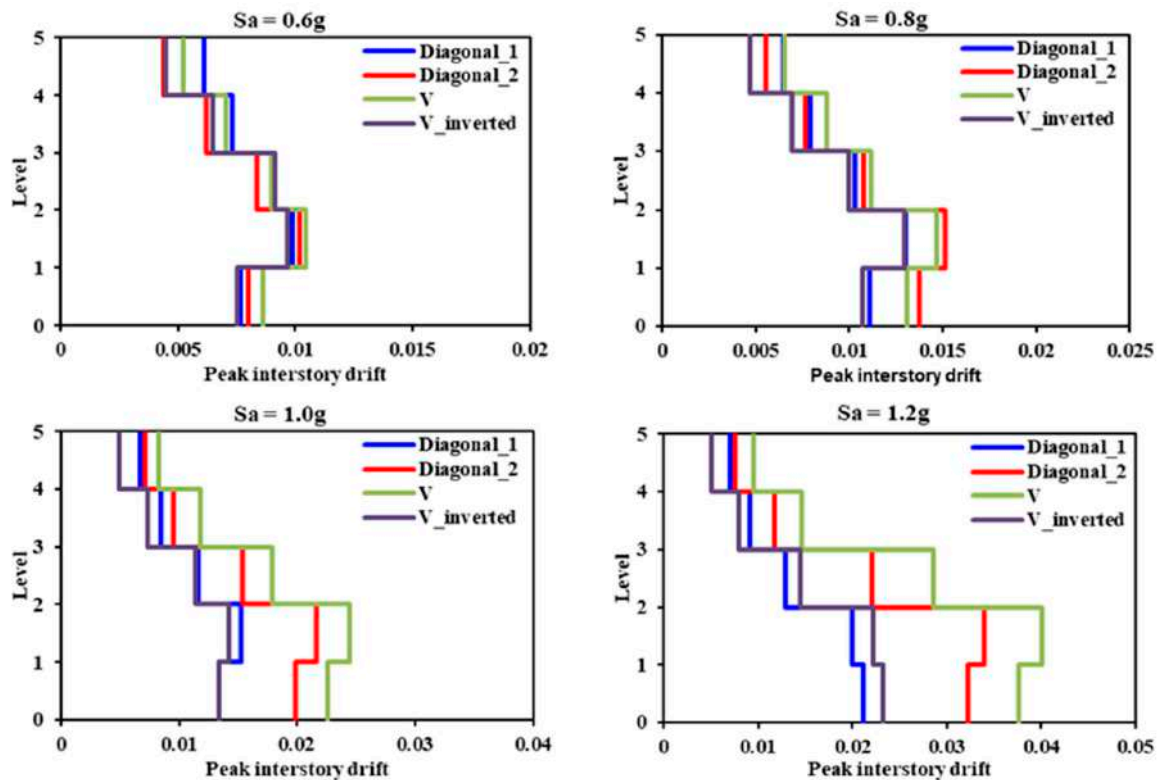 Sa = 0.6g
5
4
3
2
1
0
Level
Diagonal_1
Diagonal_2
V
V_inverted
0 0.005 0.01 0.015 0.02
Peak interstory drift
Sa = 0.8g
5
4
3
2
1
0
Level
Diagonal_1
Diagonal_2
V
V_inverted
0 0.005 0.01 0.015 0.02 0.025
Peak interstory drift
Sa = 1.0g
5
4
3
2
1
0
Level
Diagonal_1
Diagonal_2
V
V_inverted
0 0.01 0.02 0.03 0.04
Peak interstory drift
Sa = 1.2g
5
4
3
2
1
0
Level
Diagonal_1
Diagonal_2
V
V_inverted
0 0.01 0.02 0.03 0.04 0.05
Peak interstory drift